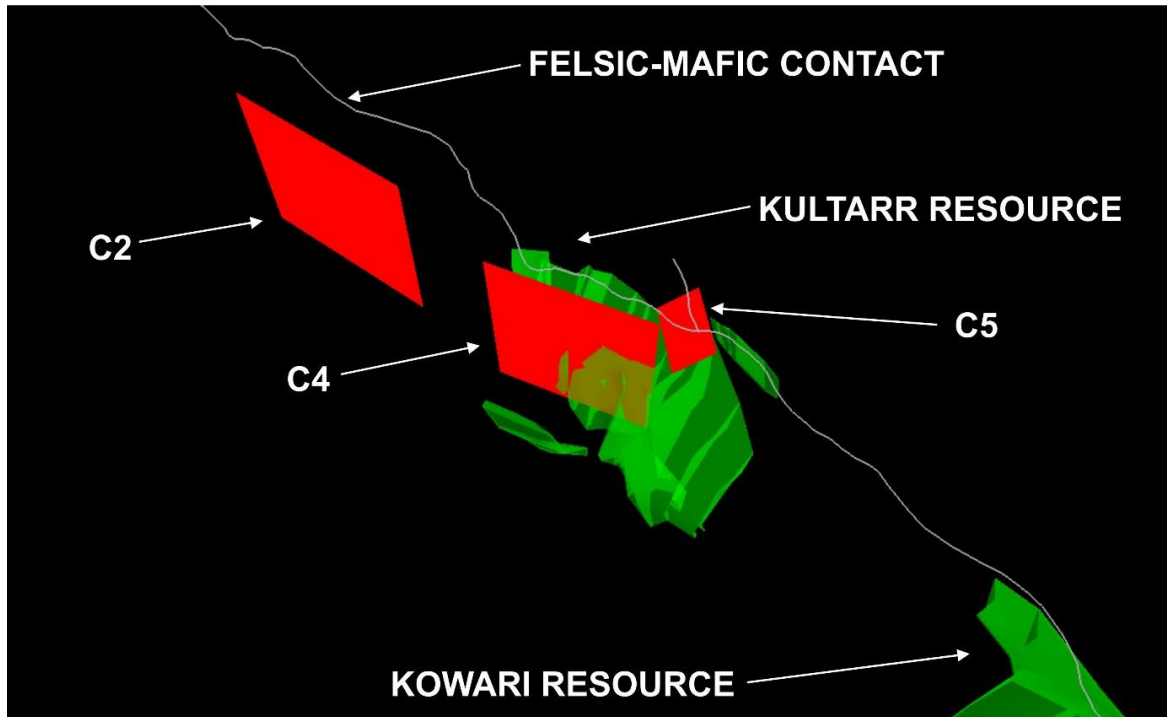 FELSIC-MAFIC CONTACT
KULTARR RESOURCE
C2
C5
C4
KOWARI RESOURCE